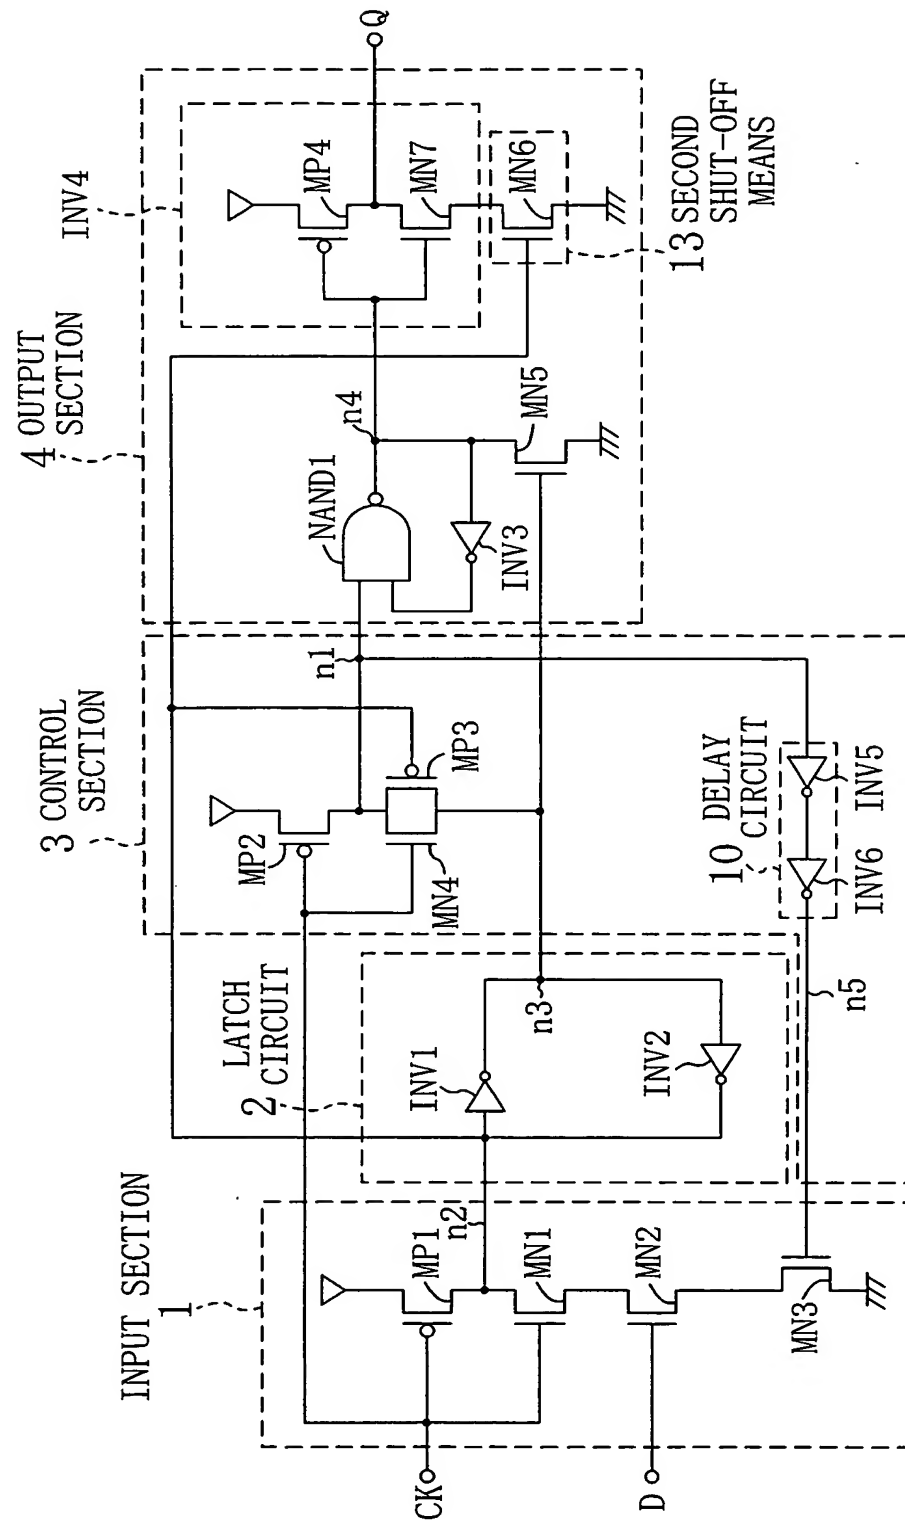 INPUT SECTION
1
2 LATCH
CIRCUIT
3 CONTROL
SECTION
4 OUTPUT
SECTION
INV4
MP4
MN7
MN6
13 SECOND
SHUT-OFF
MEANS
Q
n4
NAND1
INV3
MN5
n1
MP2
MN4
MP3
10 DELAY
CIRCUIT
INV5
INV6
n5
INV1
n3
INV2
n2
MP1
MN1
MN2
MN3
CK
D